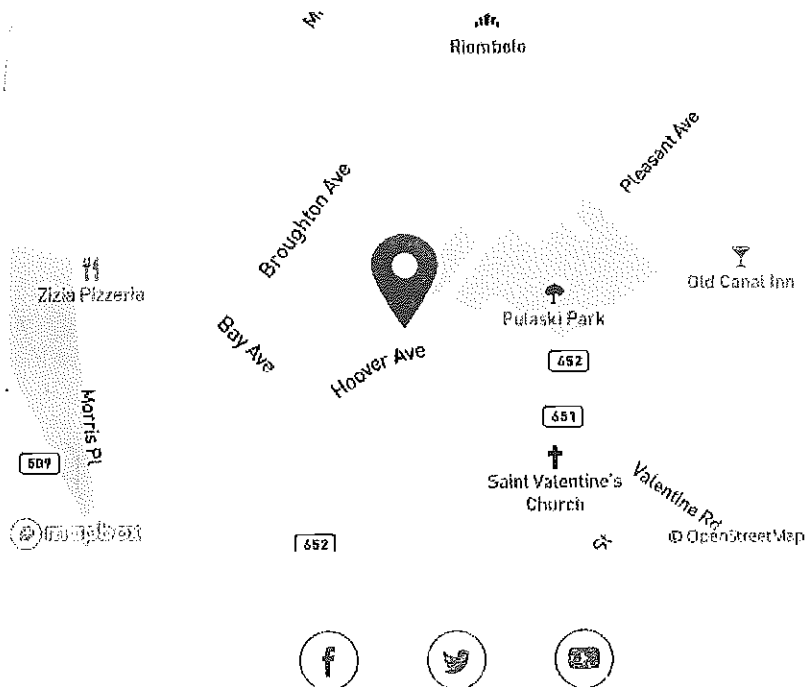 Riombolo
Pleasant Ave
Broughton Ave
Old Canal Inn
Zizia Pizzeria
Pulaski Park
Bay Ave
Hoover Ave
652
651
Morris Pl
509
Saint Valentine's
Church
Valentine Rd
mapbox
652
© OpenStreetMap
f